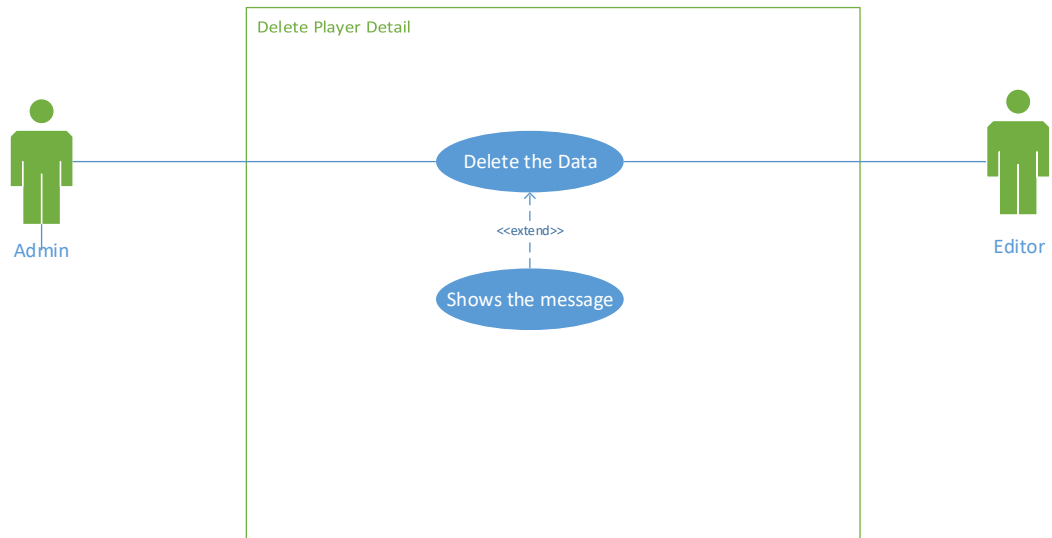 Delete Player Detail
Delete the Data
<<extend>>
Admin
Editor
Shows the message